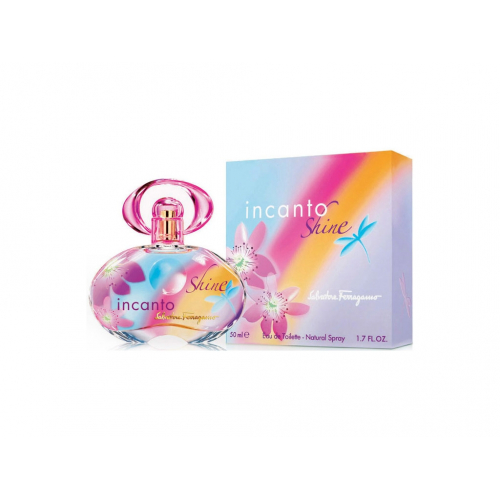 incanto
Shine
Salvatore Ferragamo
50 ml e Eau de Toilette - Natural Spray 1.7 FL.OZ.
Shine
incanto
Salvatore Ferragamo